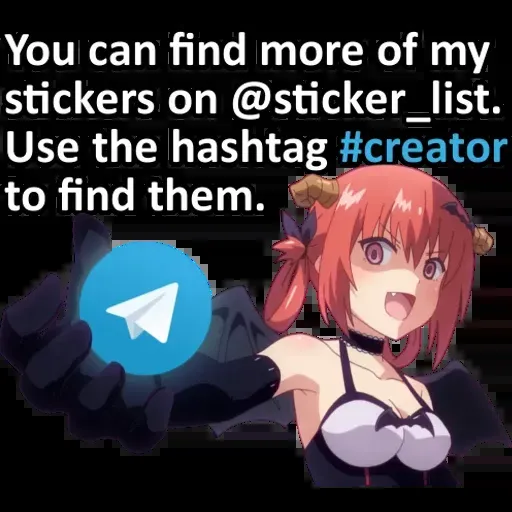 You can find more of my
stickers on @sticker_list.
Use the hashtag #creator
to find them.